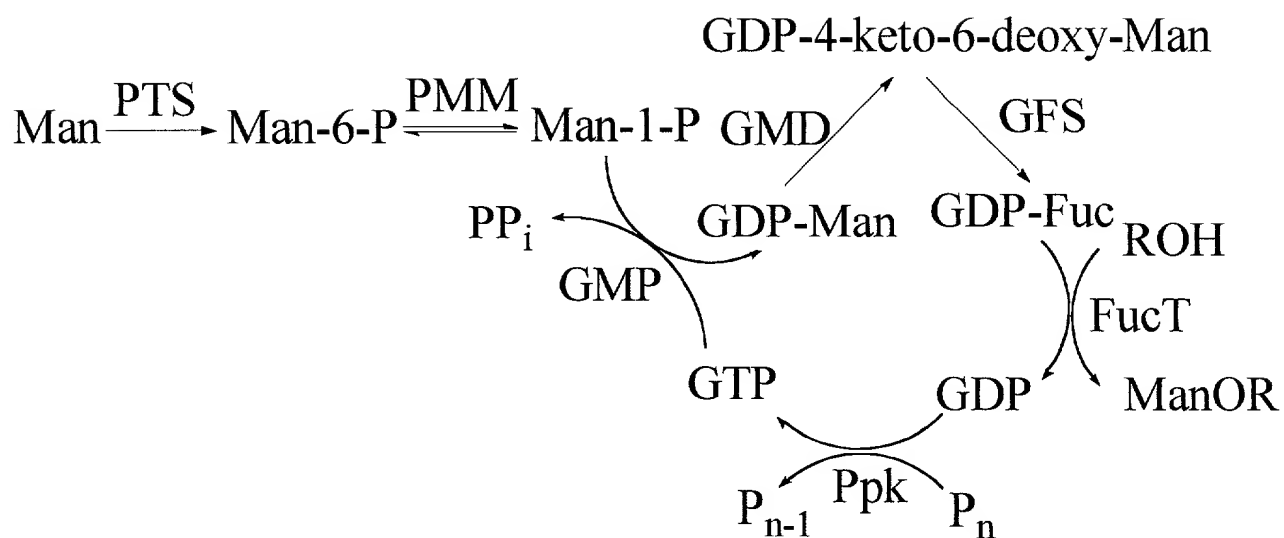 GDP-4-keto-6-deoxy-Man
Man PTS Man-6-P PMM Man-1-P GMD GFS
PPi GDP-Man GDP-Fuc ROH
GMP FucT
GTP GDP ManOR
Pn-1 Ppk Pn